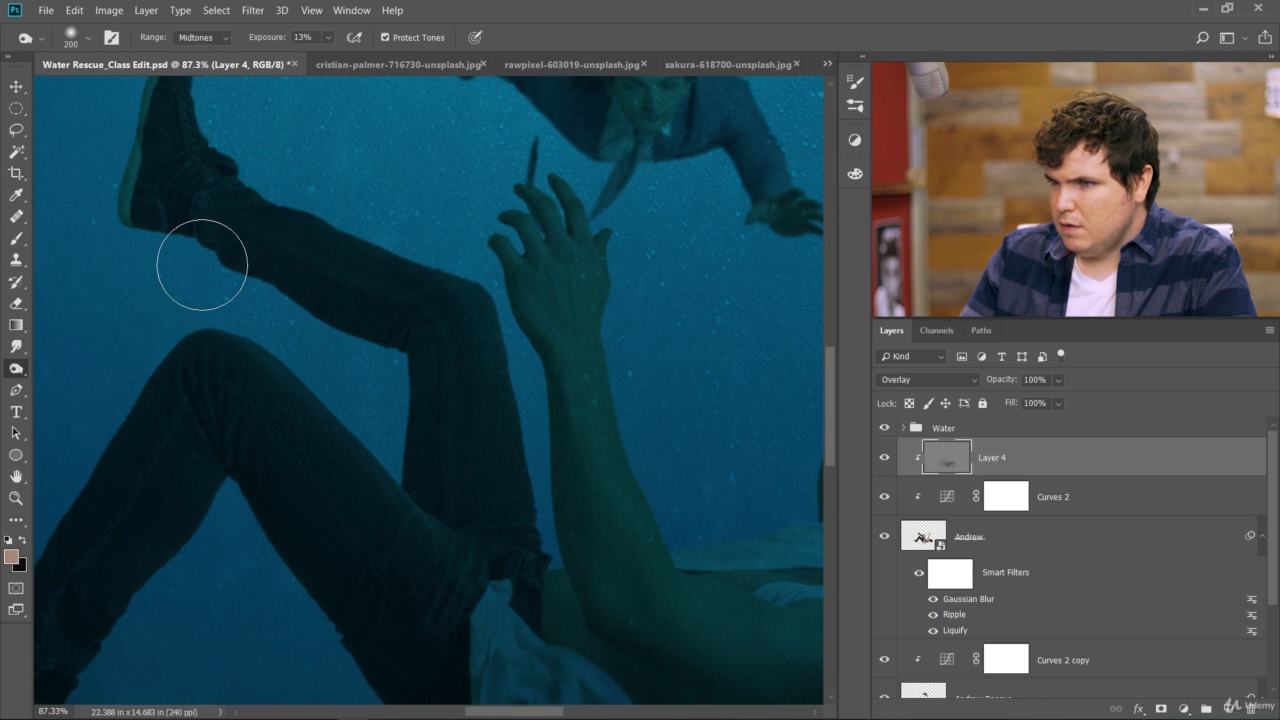 Ps File Edit Image Layer Type Select Filter 3D View Window Help
200 Range: Midtones Exposure: 13% Protect Tones
Water Rescue_Class Edit.psd @ 87.3% (Layer 4, RGB/8) * cristian-palmer-716730-unsplash.jpg rawpixel-603019-unsplash.jpg sakura-618700-unsplash.jpg
Layers Channels Paths
Kind
Overlay Opacity: 100%
Lock: Fill: 100%
Water
Layer 4
Curves 2
Andrew
Smart Filters
Gaussian Blur
Ripple
Liquify
Curves 2 copy
Andrew Rescue
87.33% 22.388 in x 14.683 in (240 ppi)
Udemy